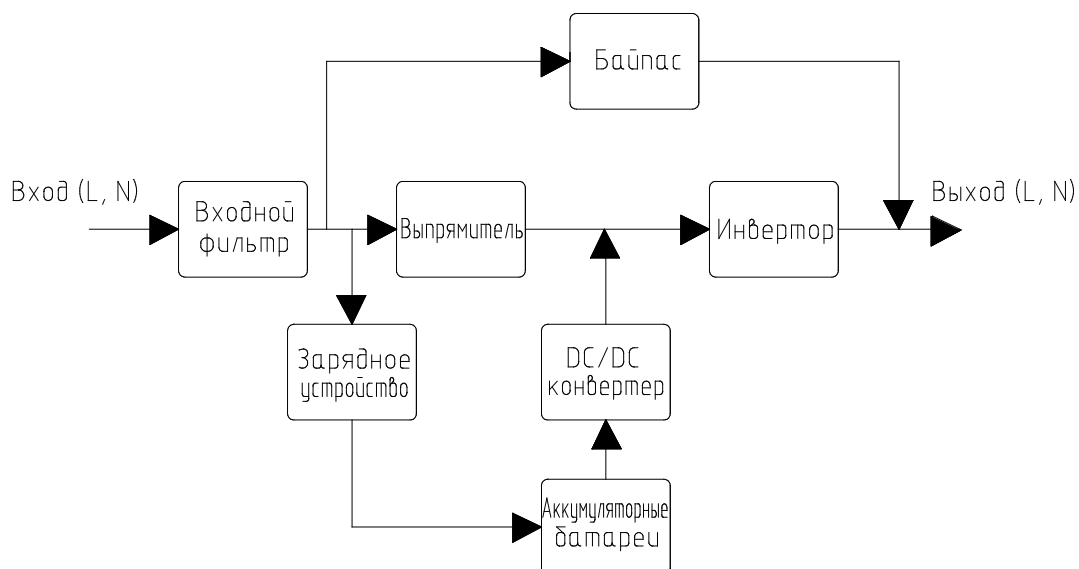 Байпас
Вход (L, N)
Входной
фильтр
Выпрямитель
Инвертор
Выход (L, N)
Зарядное
устройство
DC/DC
конвертер
Аккумуляторные
батареи